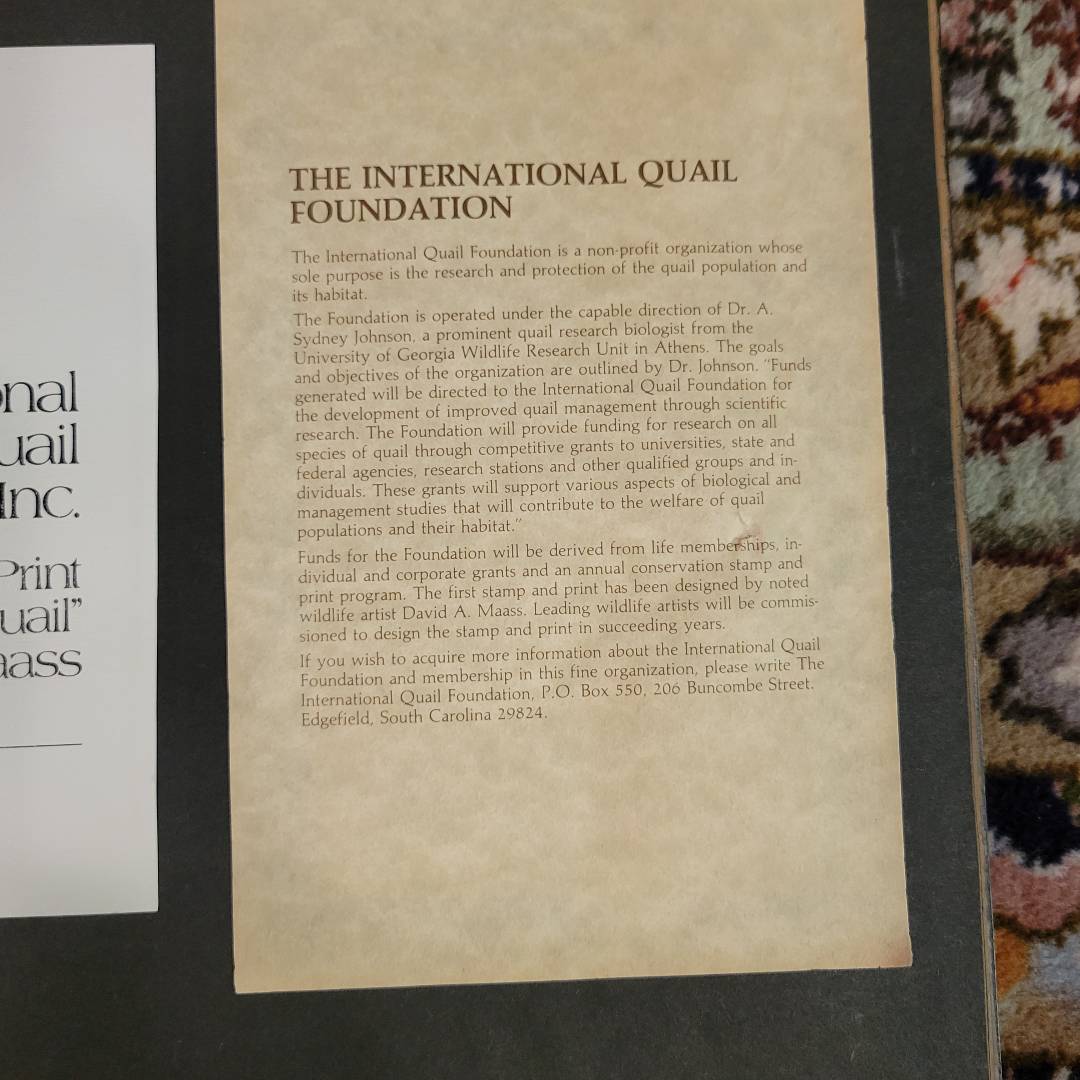 onal
uail
Inc.
Print
uail”
aass
THE INTERNATIONAL QUAIL
FOUNDATION
The International Quail Foundation is a non-profit organization whose
sole purpose is the research and protection of the quail population and
its habitat.
The Foundation is operated under the capable direction of Dr. A.
Sydney Johnson, a prominent quail research biologist from the
University of Georgia Wildlife Research Unit in Athens. The goals
and objectives of the organization are outlined by Dr. Johnson. “Funds
generated will be directed to the International Quail Foundation for
the development of improved quail management through scientific
research. The Foundation will provide funding for research on all
species of quail through competitive grants to universities, state and
federal agencies, research stations and other qualified groups and in-
dividuals. These grants will support various aspects of biological and
management studies that will contribute to the welfare of quail
populations and their habitat.”
Funds for the Foundation will be derived from life memberships, in-
dividual and corporate grants and an annual conservation stamp and
print program. The first stamp and print has been designed by noted
wildlife artist David A. Maass. Leading wildlife artists will be commis-
sioned to design the stamp and print in succeeding years.
If you wish to acquire more information about the International Quail
Foundation and membership in this fine organization, please write The
International Quail Foundation, P.O. Box 550, 206 Buncombe Street.
Edgefield, South Carolina 29824.